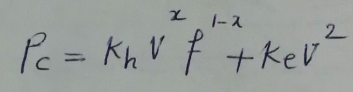 P_c = K_h V^x f^{1-x} + K_e V^2